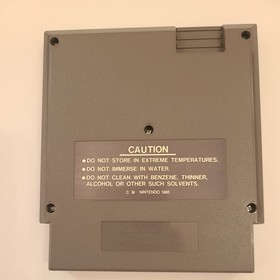 CAUTION
• DO NOT STORE IN EXTREME TEMPERATURES.
• DO NOT IMMERSE IN WATER.
• DO NOT CLEAN WITH BENZENE, THINNER,
ALCOHOL OR OTHER SUCH SOLVENTS.
NINTENDO 1985